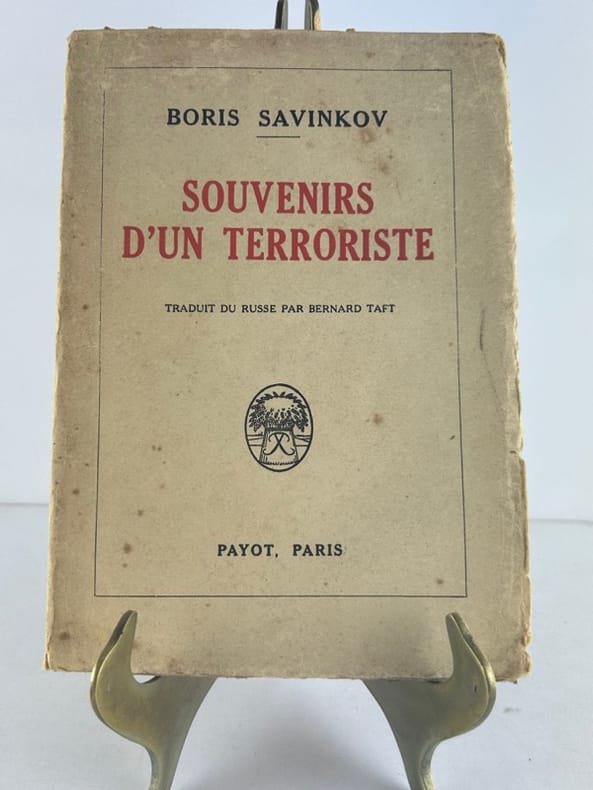 BORIS SAVINKOV
SOUVENIRS
D'UN TERRORISTE
TRADUIT DU RUSSE PAR BERNARD TAFT
PAYOT, PARIS